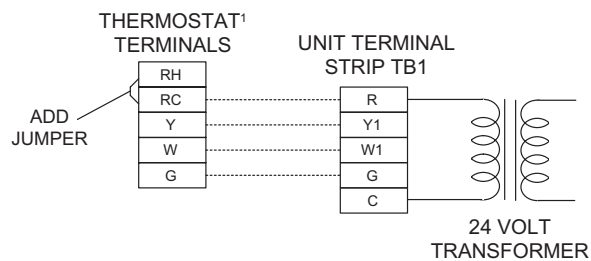 THERMOSTAT¹
TERMINALS
UNIT TERMINAL
STRIP TB1
RH
RC
Y
W
G
ADD
JUMPER
R
Y1
W1
G
C
24 VOLT
TRANSFORMER